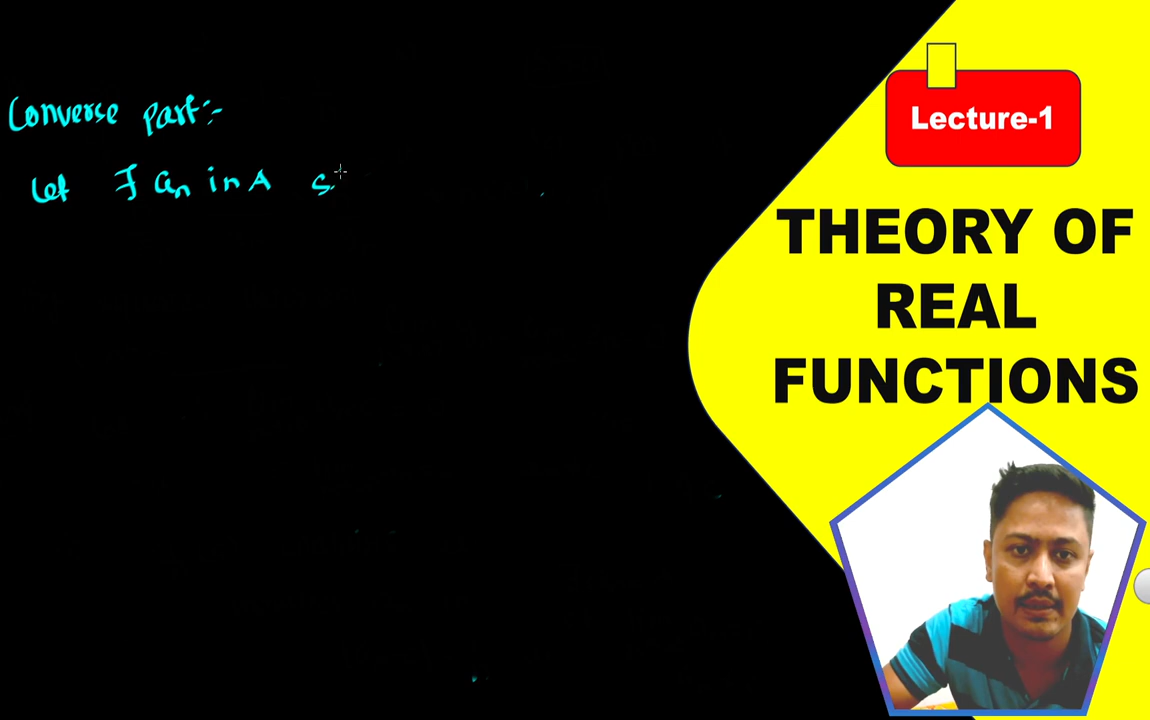 Converse part:-
Let ∃ aₙ in A s.t
Lecture-1
THEORY OF
REAL
FUNCTIONS